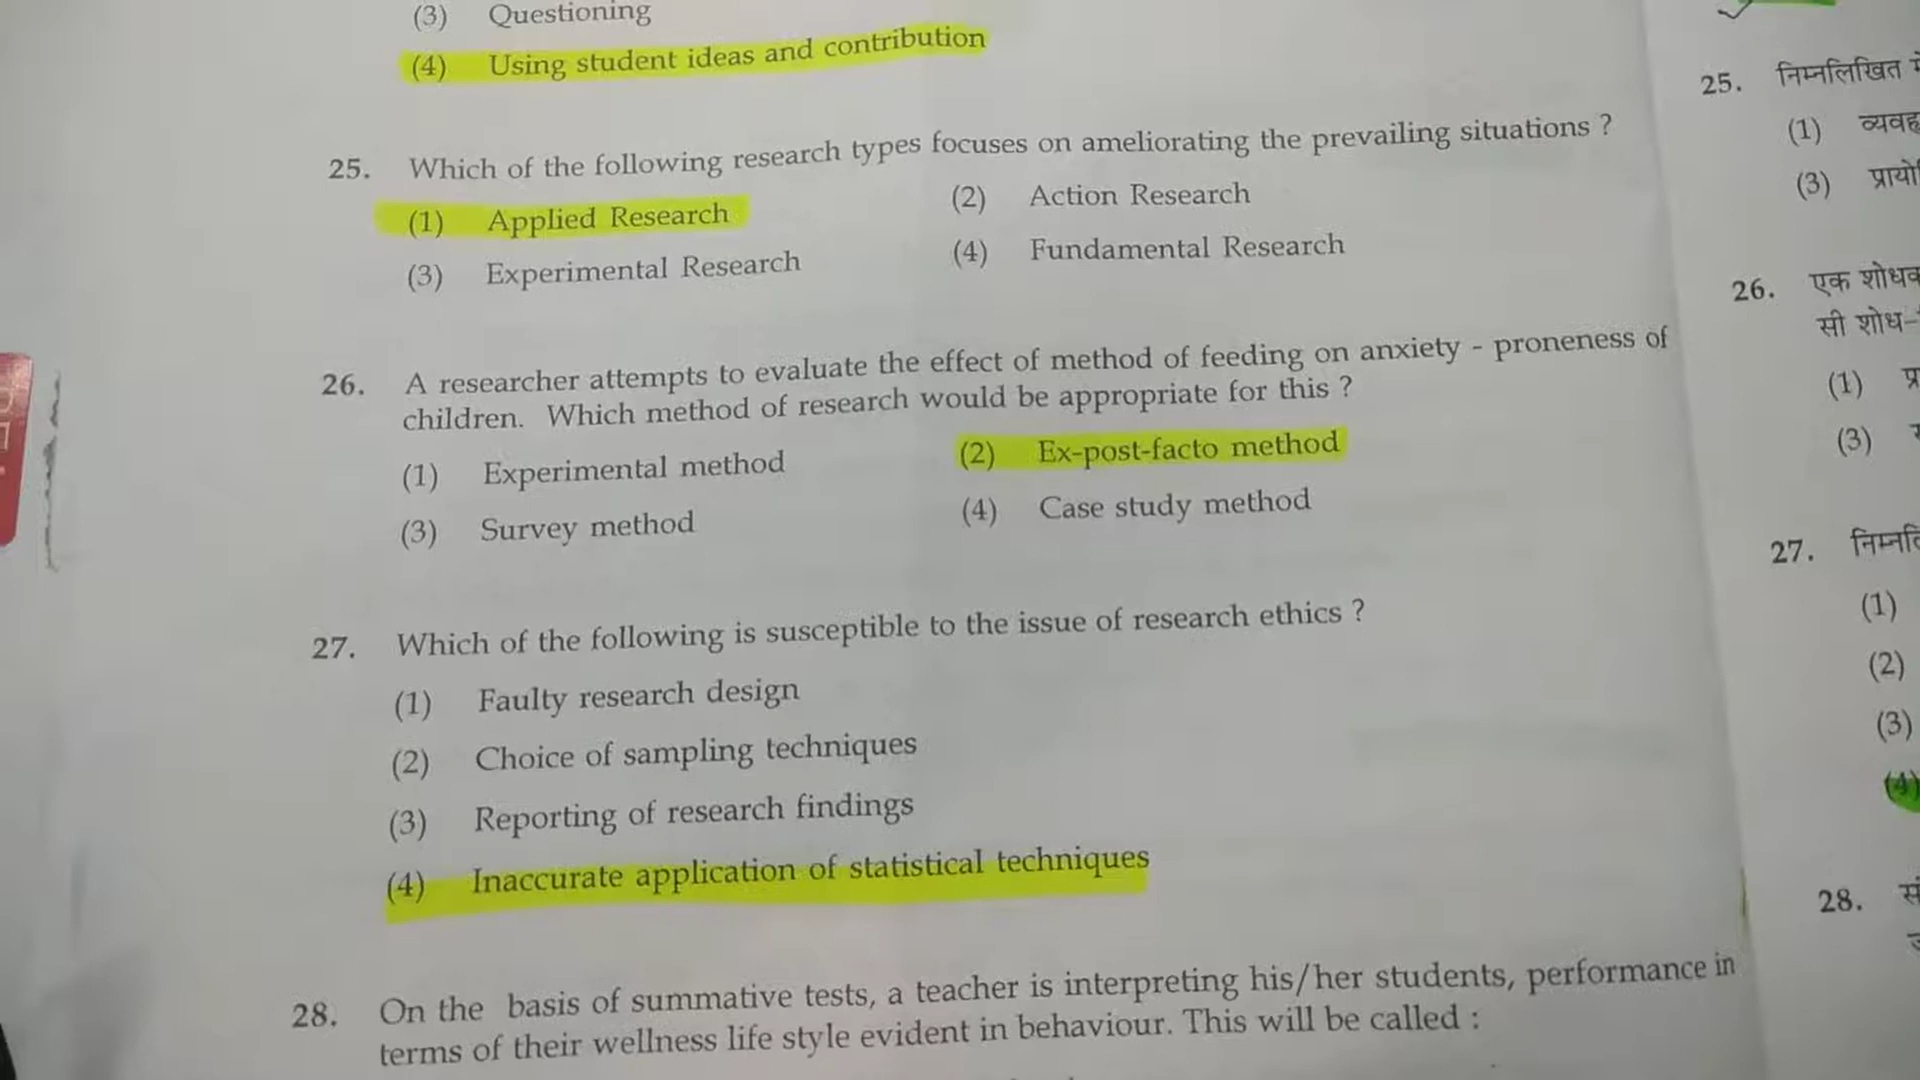 (3) Questioning
(4) Using student ideas and contribution
25. Which of the following research types focuses on ameliorating the prevailing situations ?
(1) Applied Research (2) Action Research
(3) Experimental Research (4) Fundamental Research
26. A researcher attempts to evaluate the effect of method of feeding on anxiety - proneness of
children. Which method of research would be appropriate for this ?
(1) Experimental method (2) Ex-post-facto method
(3) Survey method (4) Case study method
27. Which of the following is susceptible to the issue of research ethics ?
(1) Faulty research design
(2) Choice of sampling techniques
(3) Reporting of research findings
(4) Inaccurate application of statistical techniques
28. On the basis of summative tests, a teacher is interpreting his/her students, performance in
terms of their wellness life style evident in behaviour. This will be called :
25. निम्नलिखित
(1)
(3)
26. एक
सी
(1)
(3)
27.
(1)
(2)
(3)
(4)
28.